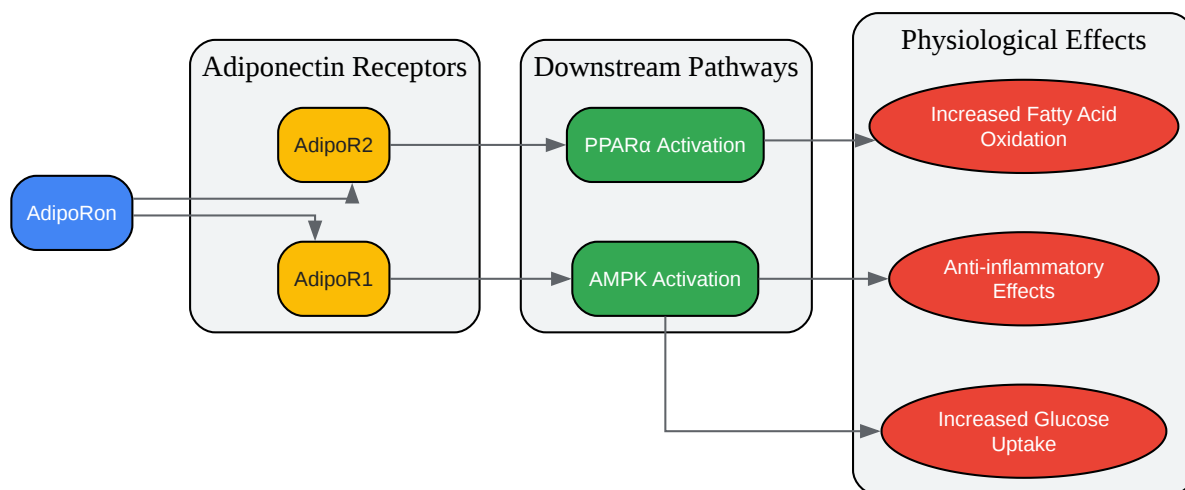 Adiponectin Receptors
Downstream Pathways
Physiological Effects
AdipoRon
AdipoR2
AdipoR1
PPARα Activation
AMPK Activation
Increased Fatty Acid
Oxidation
Anti-inflammatory
Effects
Increased Glucose
Uptake